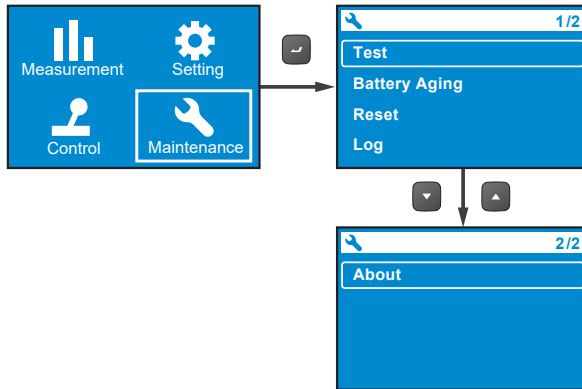 Measurement
Setting
Control
Maintenance
1/2
Test
Battery Aging
Reset
Log
2/2
About